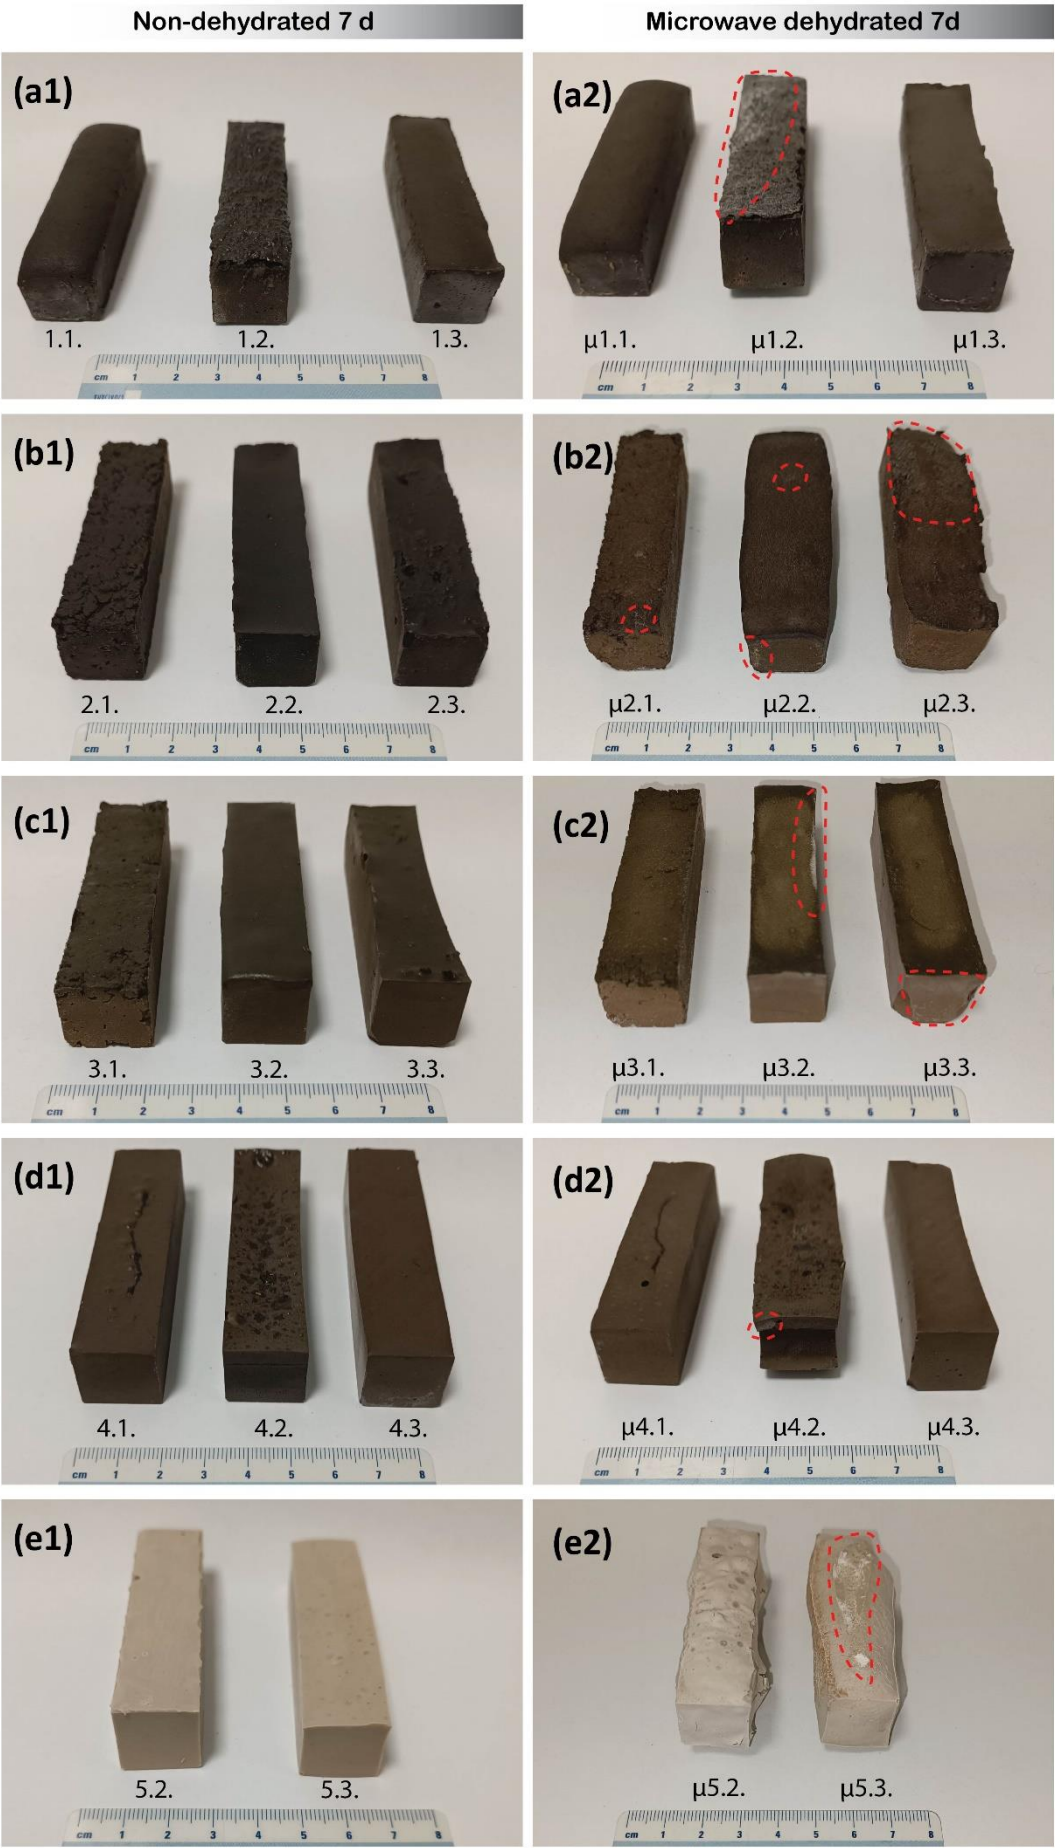 Non-dehydrated 7 d
Microwave dehydrated 7d
(a1)
1.1. 1.2. 1.3.
cm 1 2 3 4 5 6 7 8
(a2)
μ1.1. μ1.2. μ1.3.
cm 1 2 3 4 5 6 7 8
(b1)
2.1. 2.2. 2.3.
cm 1 2 3 4 5 6 7 8
(b2)
μ2.1. μ2.2. μ2.3.
cm 1 2 3 4 5 6 7 8
(c1)
3.1. 3.2. 3.3.
cm 1 2 3 4 5 6 7 8
(c2)
μ3.1. μ3.2. μ3.3.
cm 1 2 3 4 5 6 7 8
(d1)
4.1. 4.2. 4.3.
cm 1 2 3 4 5 6 7 8
(d2)
μ4.1. μ4.2. μ4.3.
cm 1 2 3 4 5 6 7 8
(e1)
5.2. 5.3.
cm 1 2 3 4 5 6 7 8
(e2)
μ5.2. μ5.3.
cm 1 2 3 4 5 6 7 8